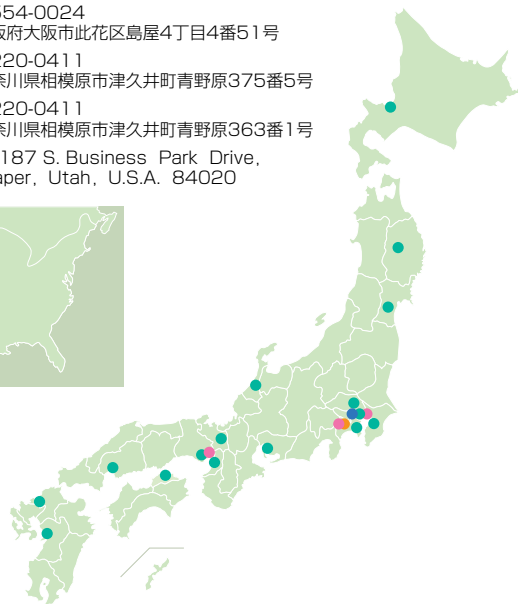 554-0024
阪府大阪市此花区島屋4丁目4番51号
220-0411
奈川県相模原市津久井町青野原375番5号
220-0411
奈川県相模原市津久井町青野原363番1号
187 S. Business Park Drive,
aper, Utah, U.S.A. 84020